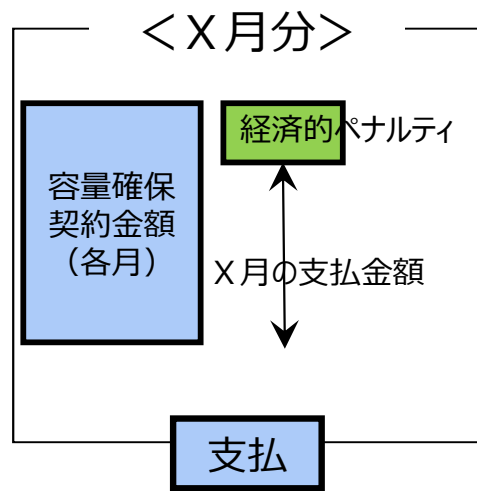 ＜Ｘ月分＞
経済的ペナルティ
容量確保
契約金額
（各月）
Ｘ月の支払金額
支払